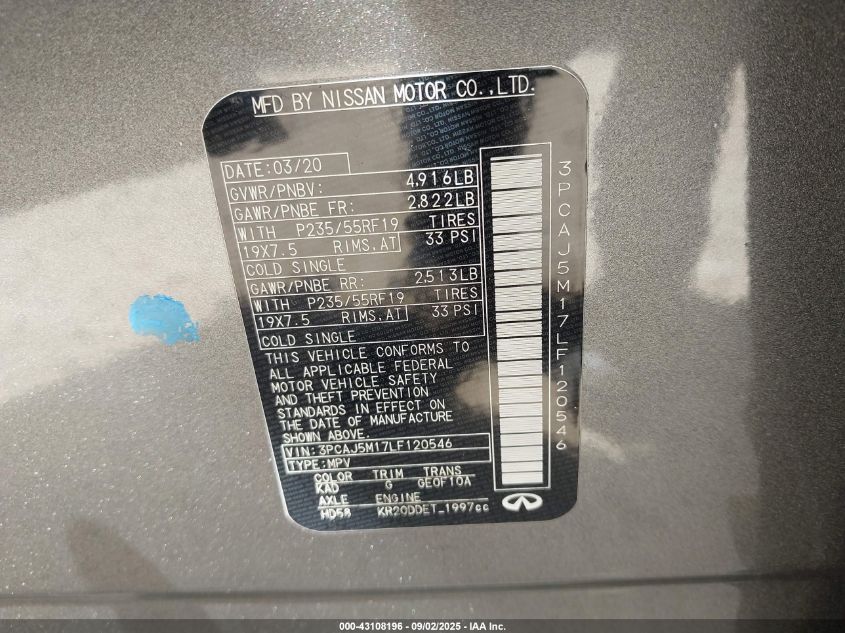 MFD BY NISSAN MOTOR CO.,LTD.
DATE:03/20
GVWR/PNBV: 4,916LB
GAWR/PNBE FR: 2,822LB
WITH P235/55RF19 TIRES
19X7.5 RIMS,AT 33 PSI
COLD SINGLE
GAWR/PNBE RR: 2,513LB
WITH P235/55RF19 TIRES
19X7.5 RIMS,AT 33 PSI
COLD SINGLE
THIS VEHICLE CONFORMS TO
ALL APPLICABLE FEDERAL
MOTOR VEHICLE SAFETY
AND THEFT PREVENTION
STANDARDS IN EFFECT ON
THE DATE OF MANUFACTURE
SHOWN ABOVE.
VIN:3PCAJ5M17LF120546
TYPE:MPV
COLOR TRIM TRANS
KAD G GE0F10A
AXLE ENGINE
HD58 KR20DDET_1997cc
3PCAJ5M17LF120546
000-43108196 - 09/02/2025 - IAA Inc.